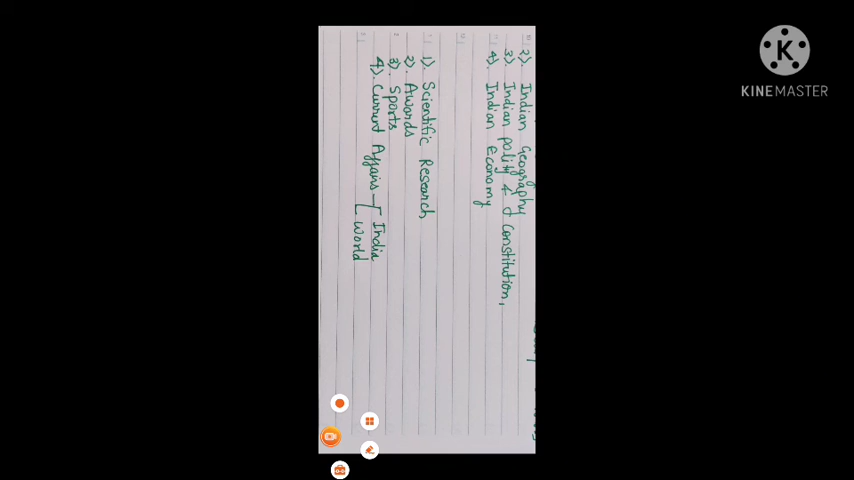 2). Indian Geography
3). Indian polity & constitution,
4). Indian Economy
1). Scientific Research
2). Awards
3). Sports
4). Current Affairs - [ India
[ World
KINEMASTER